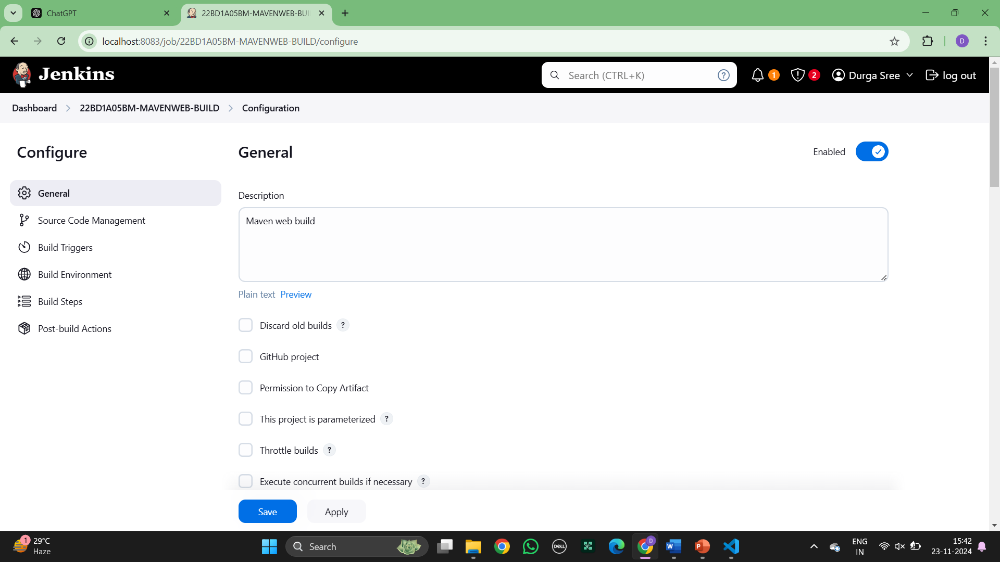 ChatGPT
22BD1A05BM-MAVENWEB-BUI
localhost:8083/job/22BD1A05BM-MAVENWEB-BUILD/configure
D
Jenkins
Search (CTRL+K)
?
1
2
Durga Sree
log out
Dashboard
22BD1A05BM-MAVENWEB-BUILD
Configuration
Configure
General
Source Code Management
Build Triggers
Build Environment
Build Steps
Post-build Actions
General
Enabled
Description
Maven web build
Plain text Preview
Discard old builds ?
GitHub project
Permission to Copy Artifact
This project is parameterized ?
Throttle builds ?
Execute concurrent builds if necessary ?
Save
Apply
1
29°C
Haze
Search
DELL
D
W
P
ENG
IN
15:42
23-11-2024